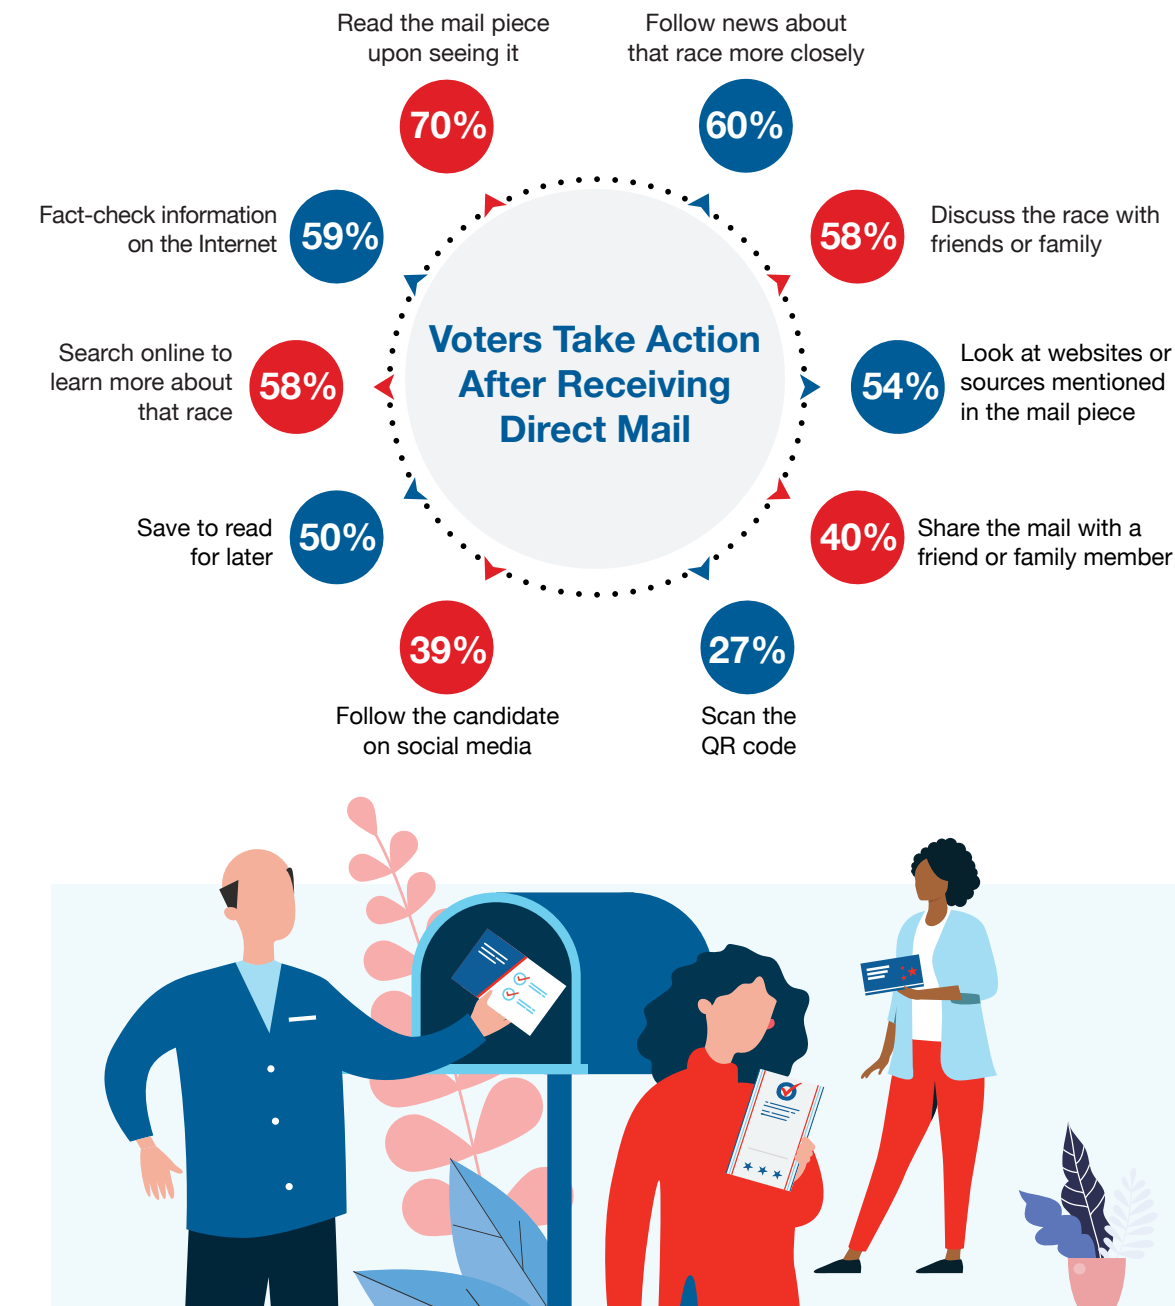 Read the mail piece
upon seeing it
70%
Follow news about
that race more closely
60%
Fact-check information
on the Internet
59%
58%
Discuss the race with
friends or family
Voters Take Action
After Receiving
Direct Mail
Search online to
learn more about
that race
58%
54%
Look at websites or
sources mentioned
in the mail piece
Save to read
for later
50%
40%
Share the mail with a
friend or family member
39%
Follow the candidate
on social media
27%
Scan the
QR code